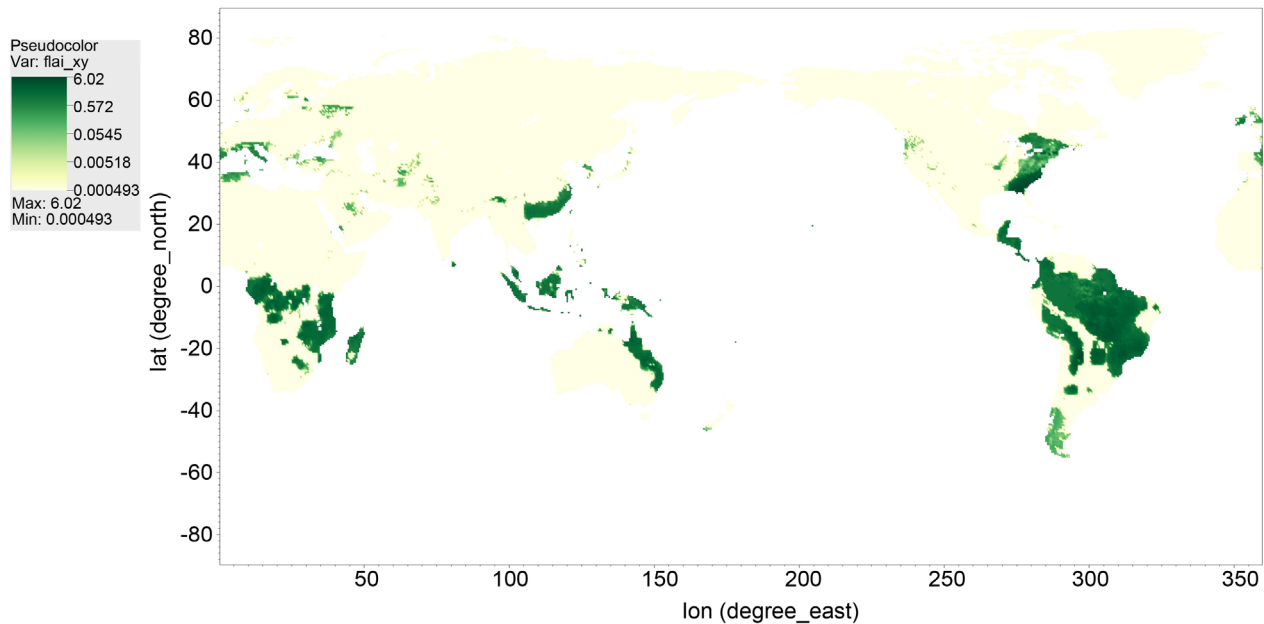 Pseudocolor
Var: flai_xy
6.02
0.572
0.0545
0.00518
0.000493
Max: 6.02
Min: 0.000493
lat (degree_north)
80
60
40
20
0
-20
-40
-60
-80
50 100 150 200 250 300 350
lon (degree_east)